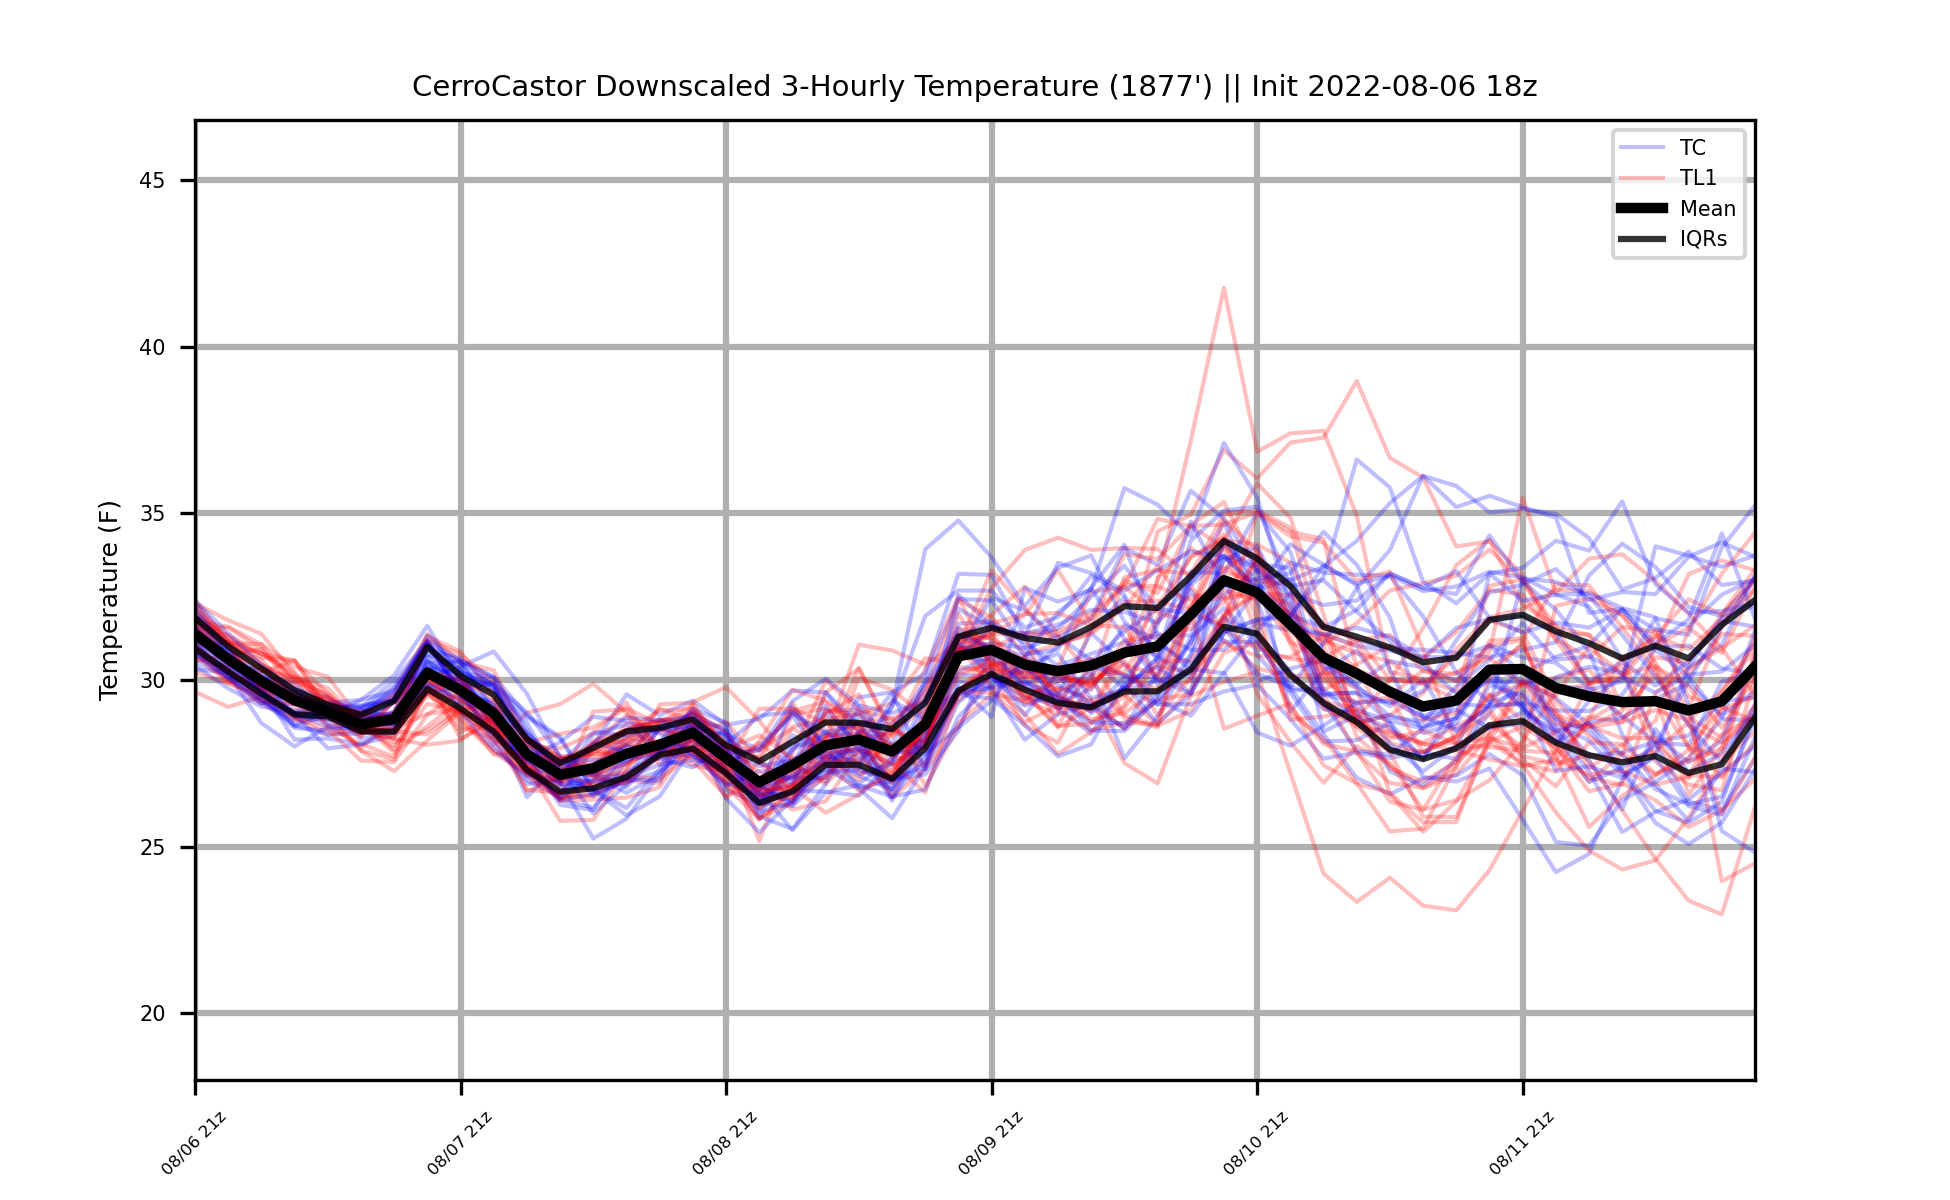 CerroCastor Downscaled 3-Hourly Temperature (1877') || Init 2022-08-06 18z
TC
TL1
Mean
IQRs
Temperature (F)
45
40
35
30
25
20
08/06 21z
08/07 21z
08/08 21z
08/09 21z
08/10 21z
08/11 21z